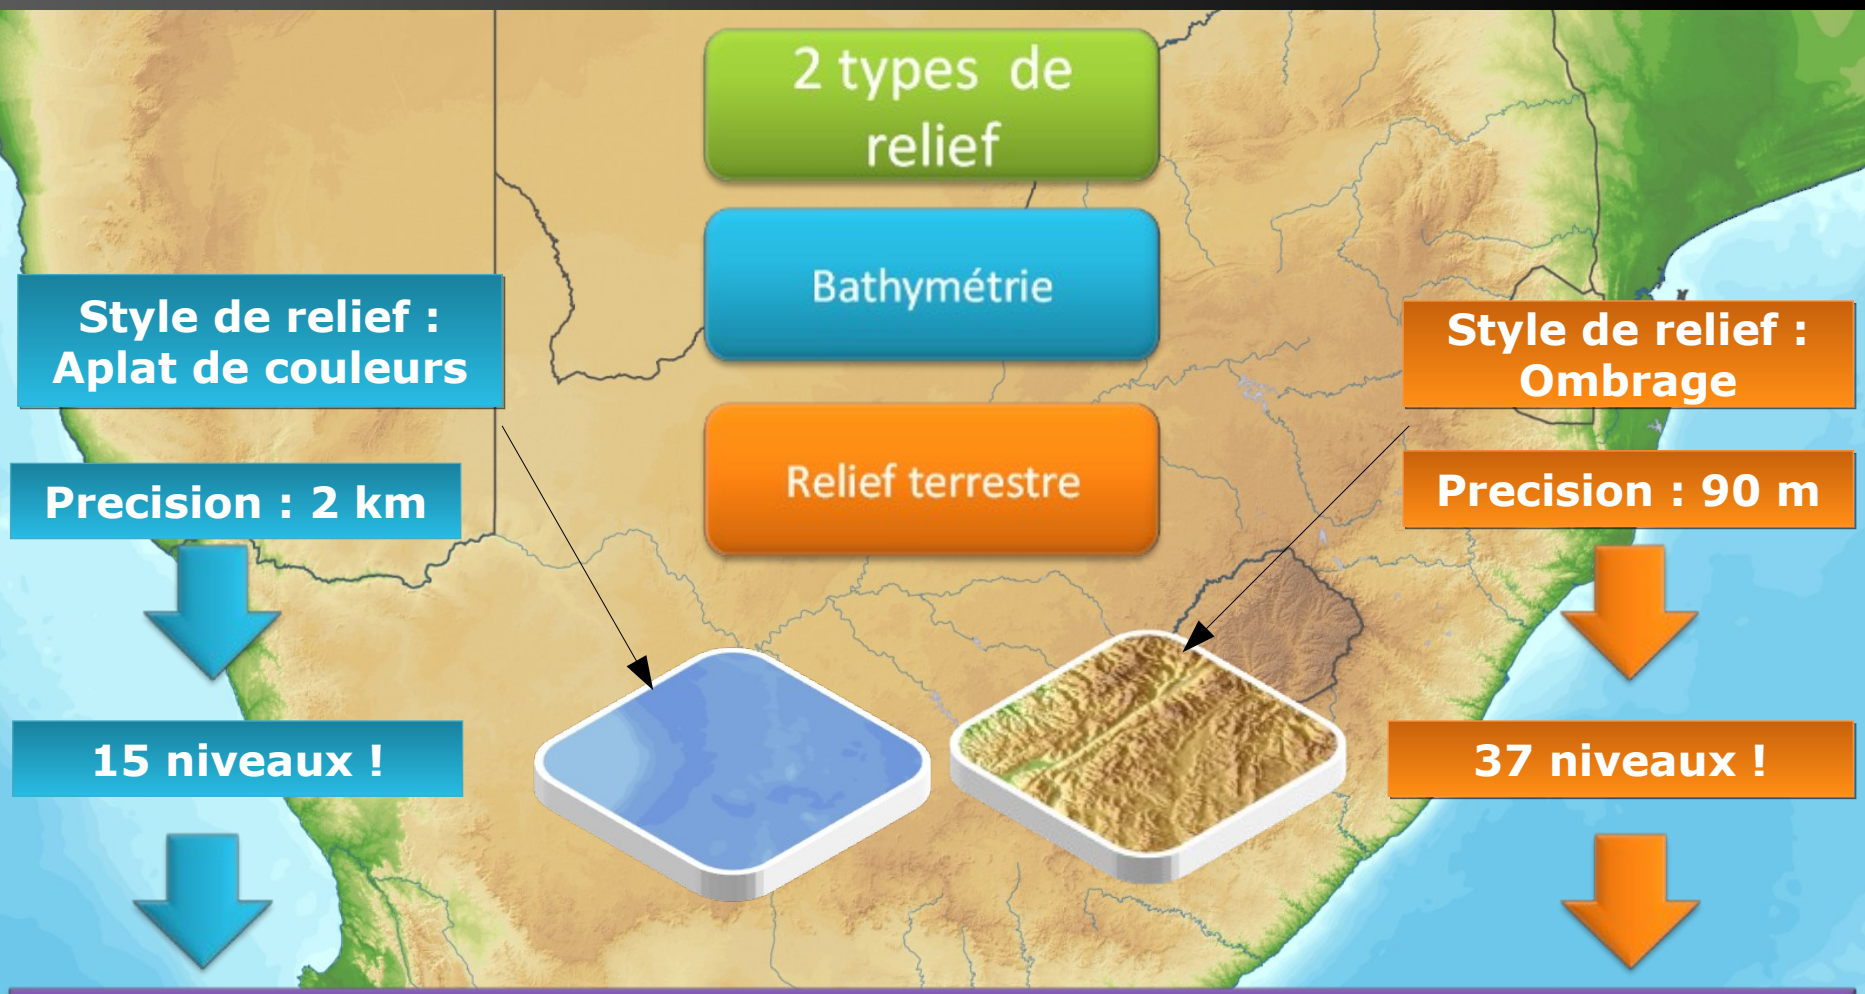 2 types de
relief
Bathymétrie
Relief terrestre
Style de relief :
Aplat de couleurs
Precision : 2 km
15 niveaux !
Style de relief :
Ombrage
Precision : 90 m
37 niveaux !